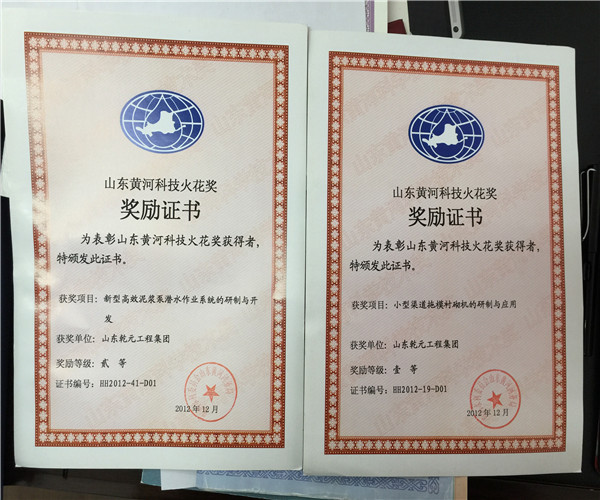 山东黄河科技火花奖
奖励证书
为表彰山东黄河科技火花奖获得者,
特颁发此证书。
获奖项目: 新型高效泥浆泵潜水作业系统的研制与开
发
获奖单位: 山东乾元工程集团
奖励等级: 贰 等
证书编号: HH2012-41-D01
2012年12月
山东黄河科技火花奖
奖励证书
为表彰山东黄河科技火花奖获得者,
特颁发此证书。
获奖项目: 小型渠道拖模衬砌机的研制与应用
获奖单位: 山东乾元工程集团
奖励等级: 壹 等
证书编号: HH2012-19-D01
2012年12月